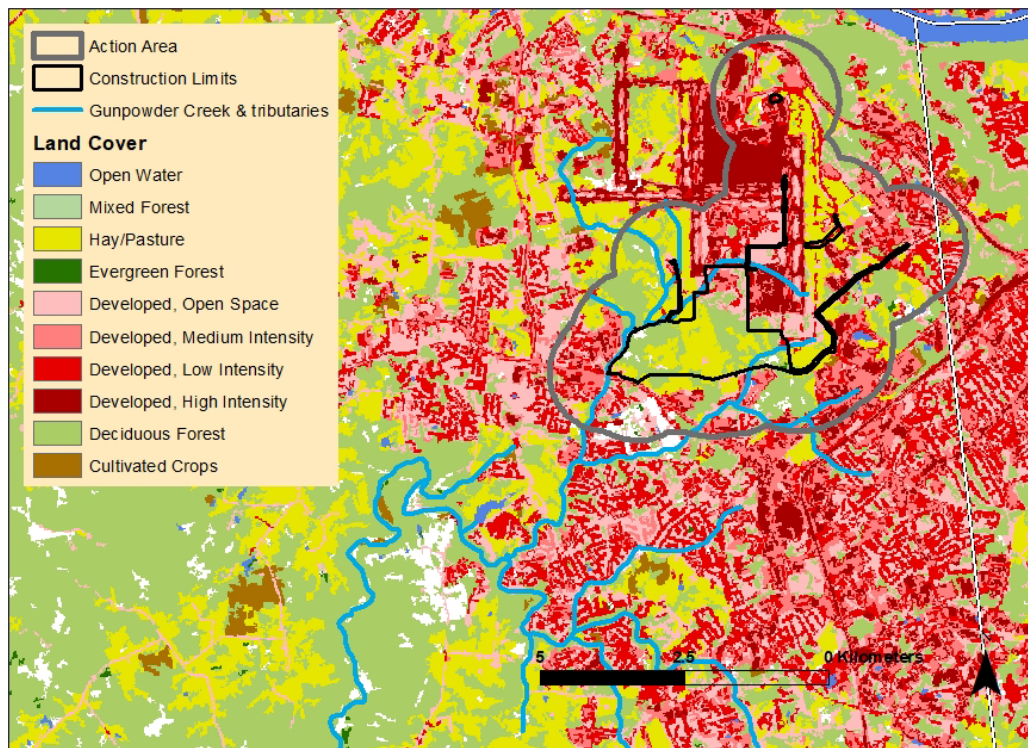 Action Area
Construction Limits
Gunpowder Creek & tributaries
Land Cover
Open Water
Mixed Forest
Hay/Pasture
Evergreen Forest
Developed, Open Space
Developed, Medium Intensity
Developed, Low Intensity
Developed, High Intensity
Deciduous Forest
Cultivated Crops
5 2.5 0 Kilometers